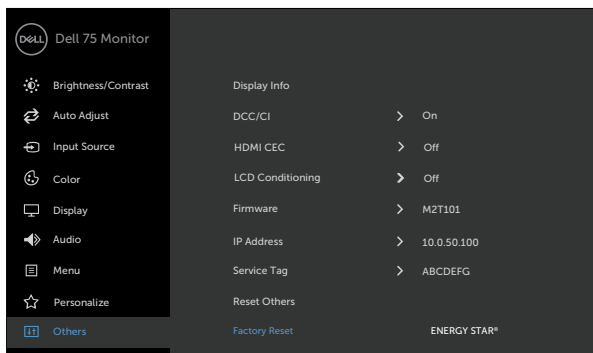 DELL Dell 75 Monitor
Brightness/Contrast
Display Info
Auto Adjust
DCC/CI > On
Input Source
HDMI CEC > Off
Color
LCD Conditioning > Off
Display
Firmware > M2T101
Audio
IP Address > 10.0.50.100
Menu
Service Tag > ABCDEFG
Personalize
Reset Others
Others
Factory Reset ENERGY STAR®